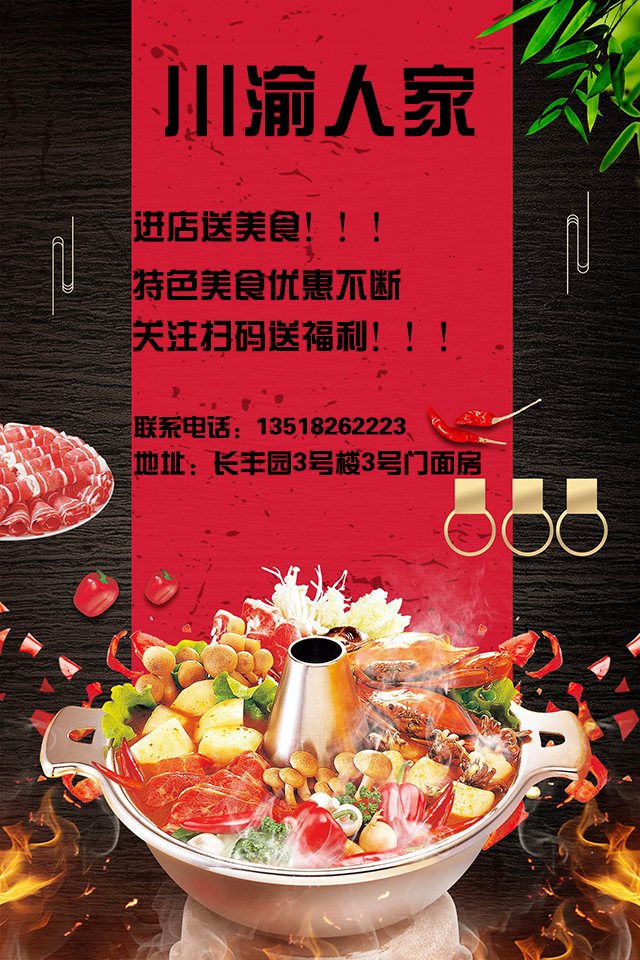 川渝人家
进店送美食！！！
特色美食优惠不断
关注扫码送福利！！！
联系电话：13518262223
地址：长丰园3号楼3号门面房